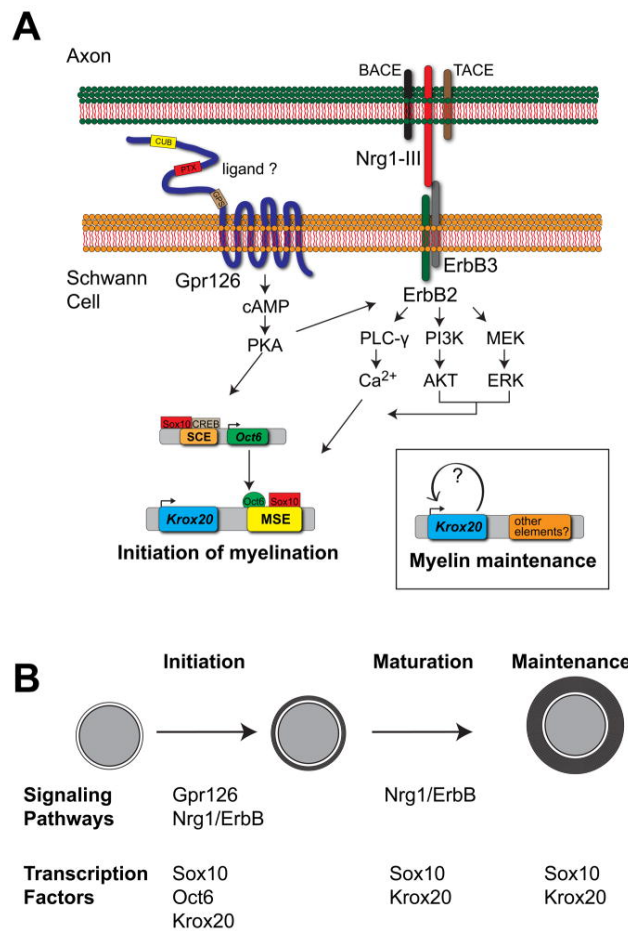 A
Axon
BACE
TACE
Nrg1-III
CUB
PTX
ligand ?
GPS
Schwann
Cell
Gpr126
ErbB3
ErbB2
cAMP
PKA
PLC-γ
PI3K
MEK
Ca2+
AKT
ERK
Sox10
CREB
SCE
Oct6
Oct6
Sox10
Krox20
MSE
Initiation of myelination
?
Krox20
other
elements?
Myelin maintenance
B
Initiation
Maturation
Maintenance
Signaling
Pathways
Gpr126
Nrg1/ErbB
Nrg1/ErbB
Transcription
Factors
Sox10
Oct6
Krox20
Sox10
Krox20
Sox10
Krox20